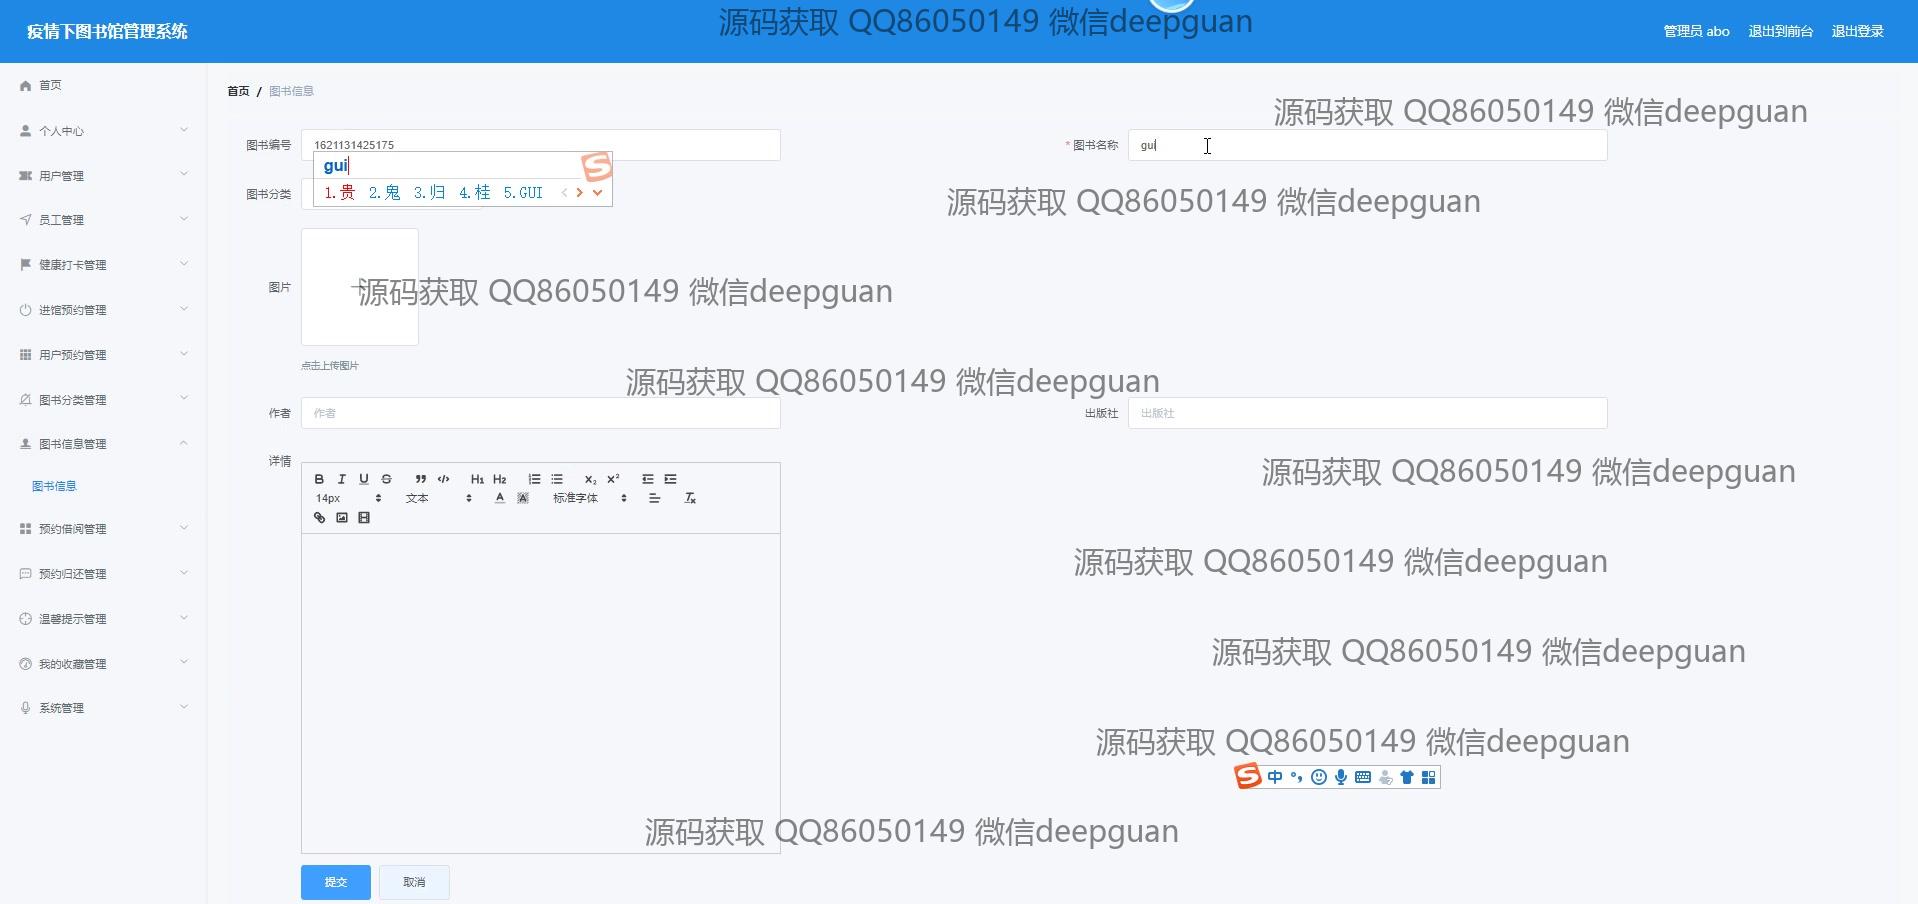 疫情下图书馆管理系统
源码获取 QQ86050149 微信deepguan
管理员 abo 退出到前台 退出登录
首页
个人中心
用户管理
员工管理
健康打卡管理
进馆预约管理
用户预约管理
图书分类管理
图书信息管理
图书信息
预约借阅管理
预约归还管理
温馨提示管理
我的收藏管理
系统管理
首页 / 图书信息
源码获取 QQ86050149 微信deepguan
图书编号 1621131425175
* 图书名称 gui
gui
1.贵 2.鬼 3.归 4.桂 5.GUI
图书分类
源码获取 QQ86050149 微信deepguan
图片
源码获取 QQ86050149 微信deepguan
点击上传图片
源码获取 QQ86050149 微信deepguan
作者 作者
出版社 出版社
详情
源码获取 QQ86050149 微信deepguan
B I U S H1 H2 x2 x2
14px 文本 A A 标准字体 Tx
源码获取 QQ86050149 微信deepguan
源码获取 QQ86050149 微信deepguan
源码获取 QQ86050149 微信deepguan
S 中
源码获取 QQ86050149 微信deepguan
提交 取消